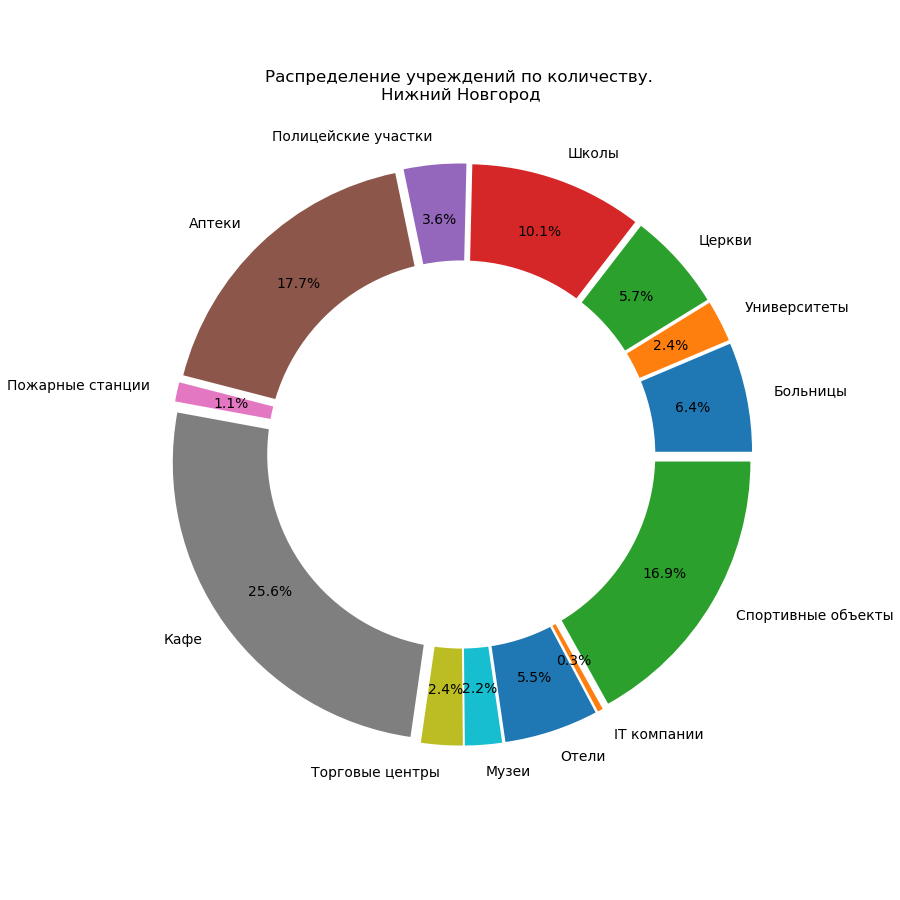 Распределение учреждений по количеству.
Нижний Новгород
Полицейские участки
Школы
3.6%
10.1%
Аптеки
Церкви
17.7%
5.7%
Университеты
2.4%
Пожарные станции
1.1%
Больницы
6.4%
25.6%
16.9%
Кафе
Спортивные объекты
0.3%
5.5%
2.4%
2.2%
IT компании
Отели
Торговые центры
Музеи